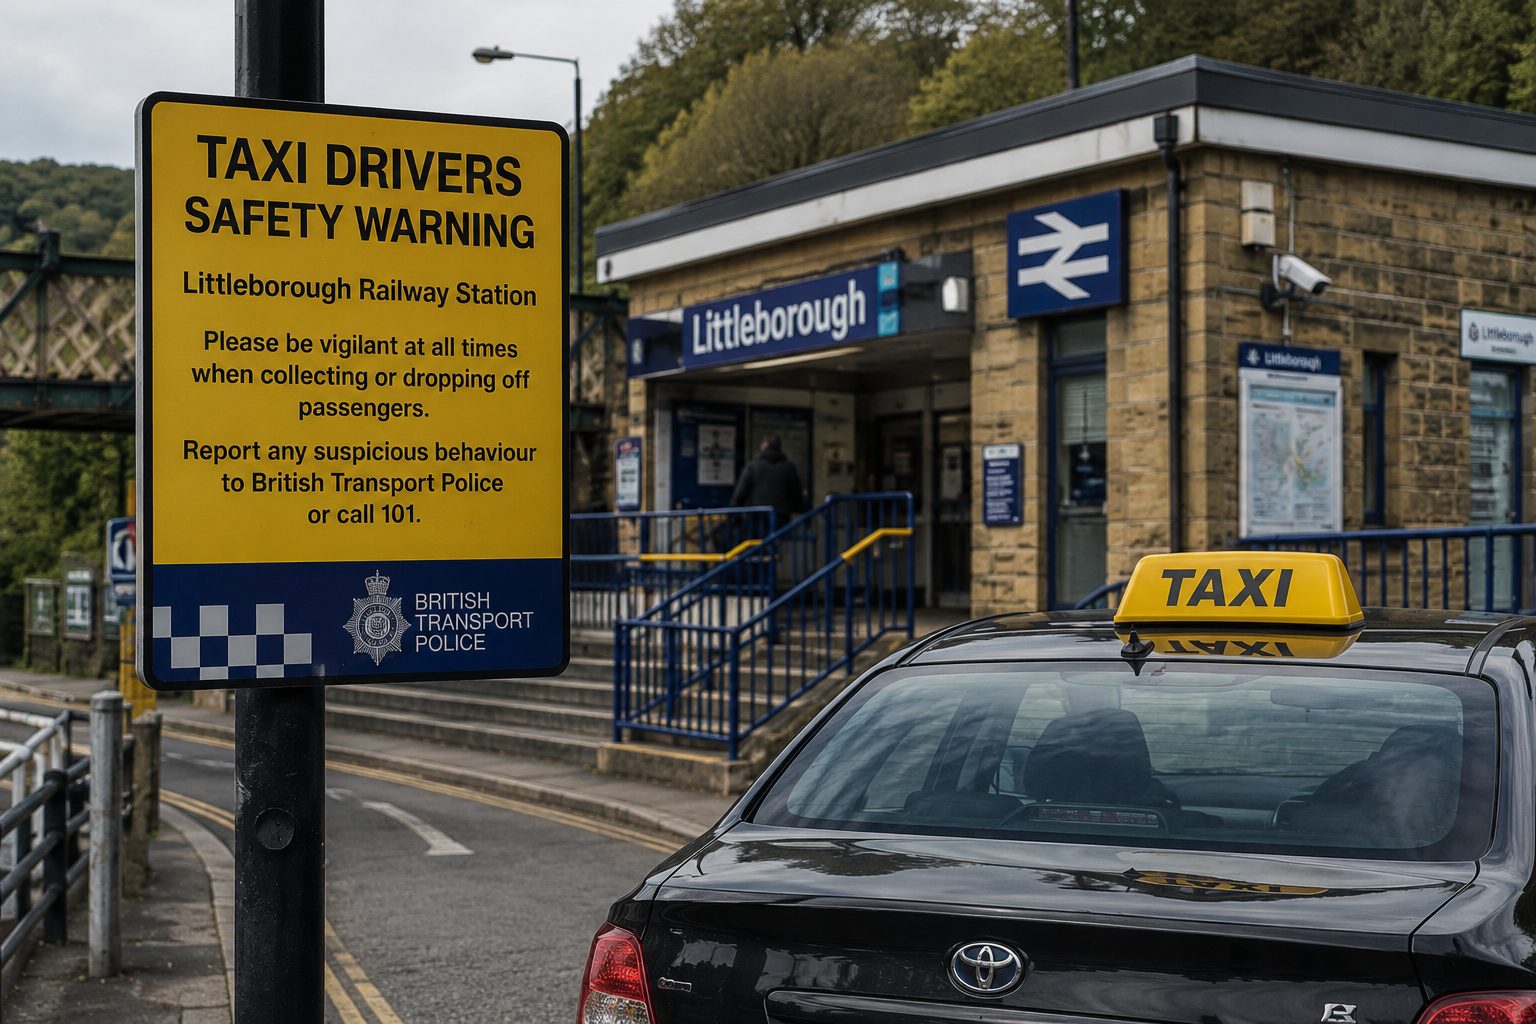 TAXI DRIVERS
SAFETY WARNING
Littleborough Railway Station
Please be vigilant at all times
when collecting or dropping off
passengers.
Report any suspicious behaviour
to British Transport Police
or call 101.
BRITISH
TRANSPORT
POLICE
Littleborough
Littleborough
Littleborough
TAXI